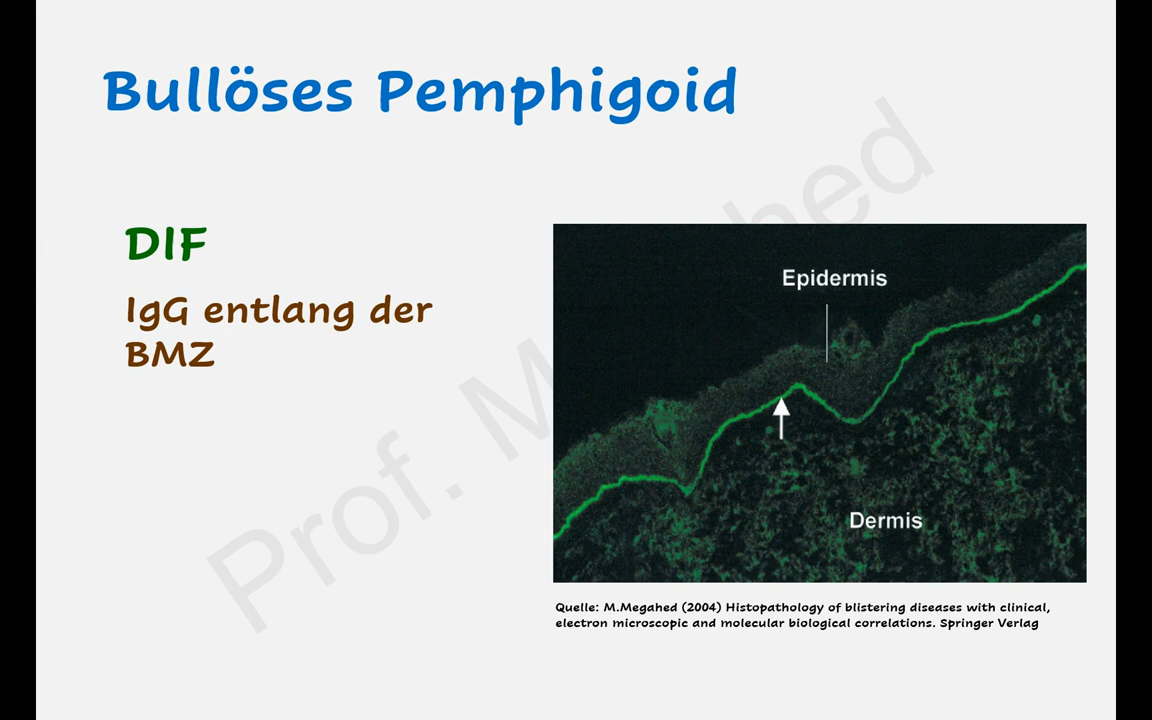 Bullöses Pemphigoid
DIF
IgG entlang der
BMZ
Epidermis
Dermis
Quelle: M.Megahed (2004) Histopathology of blistering diseases with clinical,
electron microscopic and molecular biological correlations. Springer Verlag
Prof. M hed